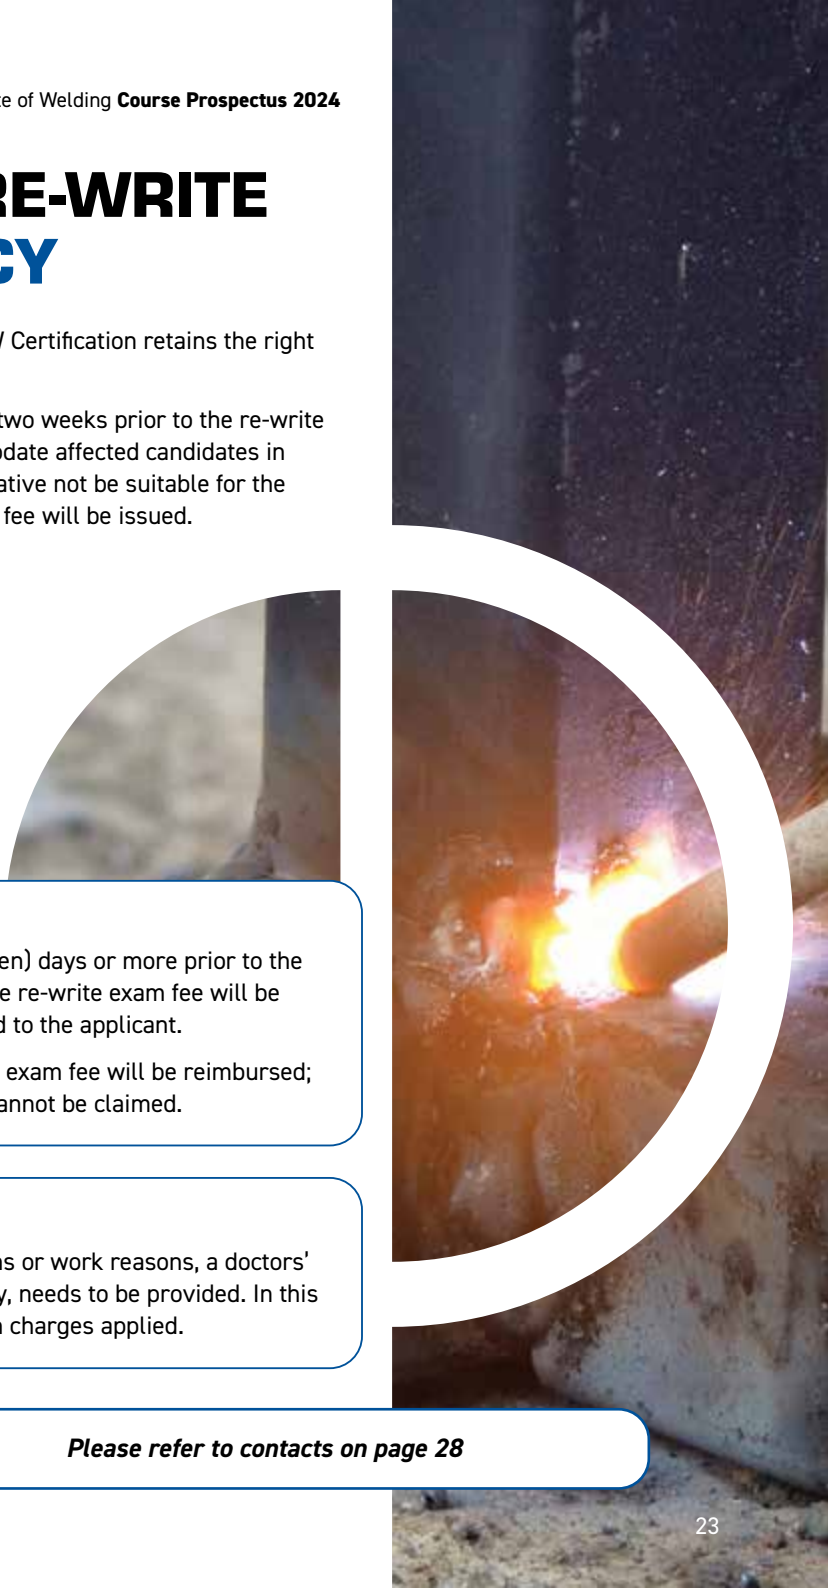 e of Welding Course Prospectus 2024
RE-WRITE
CY
Certification retains the right
two weeks prior to the re-write
date affected candidates in
ative not be suitable for the
fee will be issued.
en) days or more prior to the
e re-write exam fee will be
d to the applicant.
exam fee will be reimbursed;
annot be claimed.
s or work reasons, a doctors'
y, needs to be provided. In this
charges applied.
Please refer to contacts on page 28
23